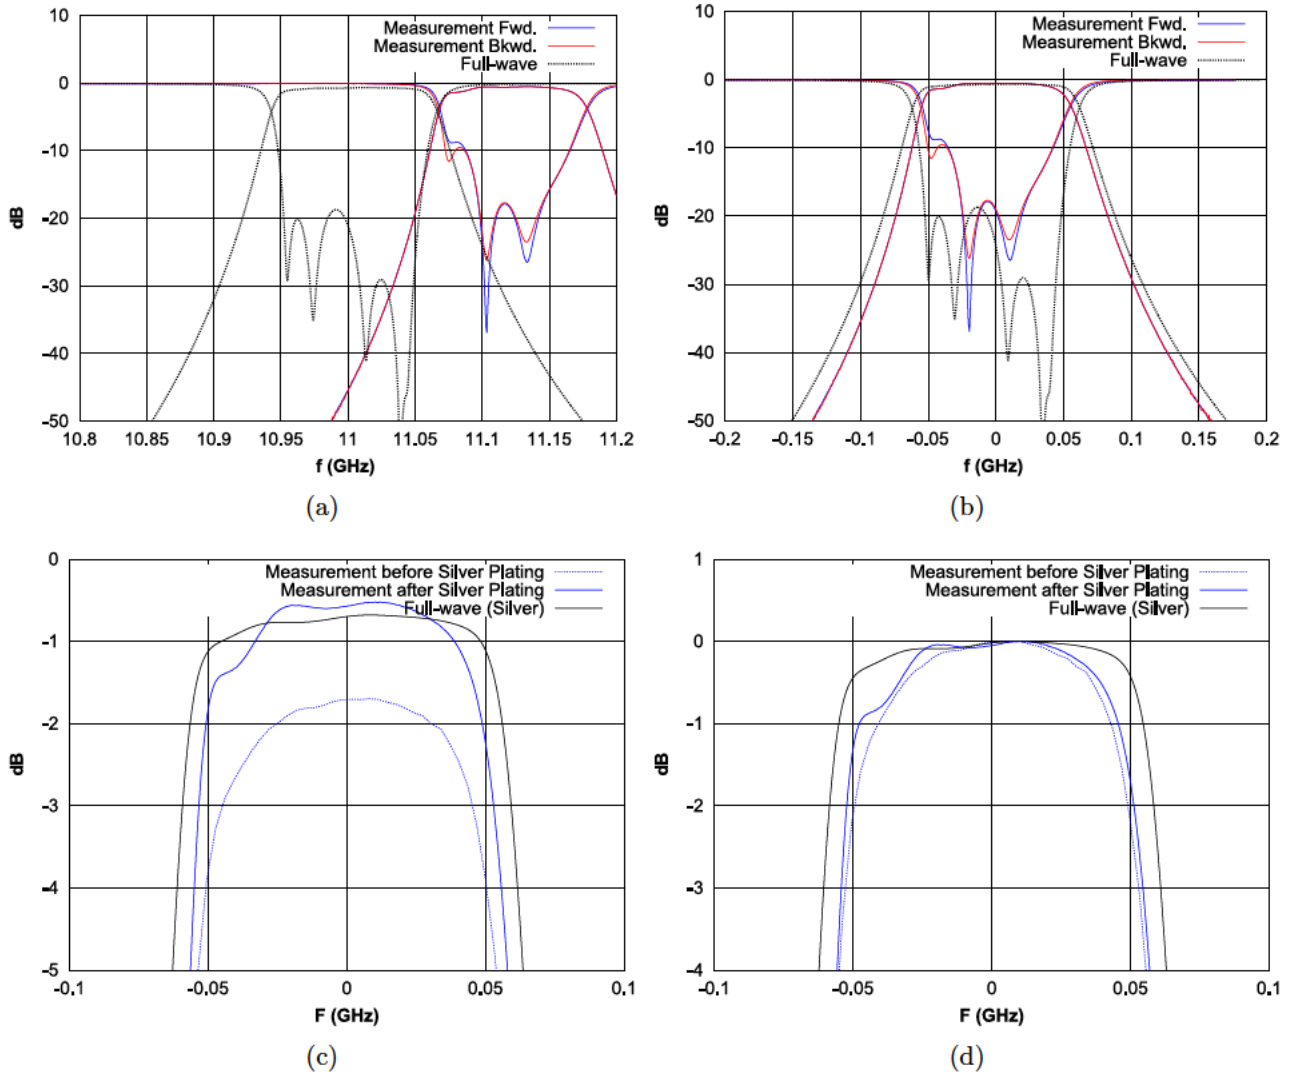 10
Measurement Fwd.
Measurement Bkwd.
Full-wave
0
-10
-20
-30
-40
-50
dB
10.8 10.85 10.9 10.95 11 11.05 11.1 11.15 11.2
f (GHz)
(a)
10
Measurement Fwd.
Measurement Bkwd.
Full-wave
0
-10
-20
-30
-40
-50
dB
-0.2 -0.15 -0.1 -0.05 0 0.05 0.1 0.15 0.2
f (GHz)
(b)
0
Measurement before Silver Plating
Measurement after Silver Plating
Full-wave (Silver)
-1
-2
-3
-4
-5
dB
-0.1 -0.05 0 0.05 0.1
F (GHz)
(c)
1
Measurement before Silver Plating
Measurement after Silver Plating
Full-wave (Silver)
0
-1
-2
-3
-4
dB
-0.1 -0.05 0 0.05 0.1
F (GHz)
(d)